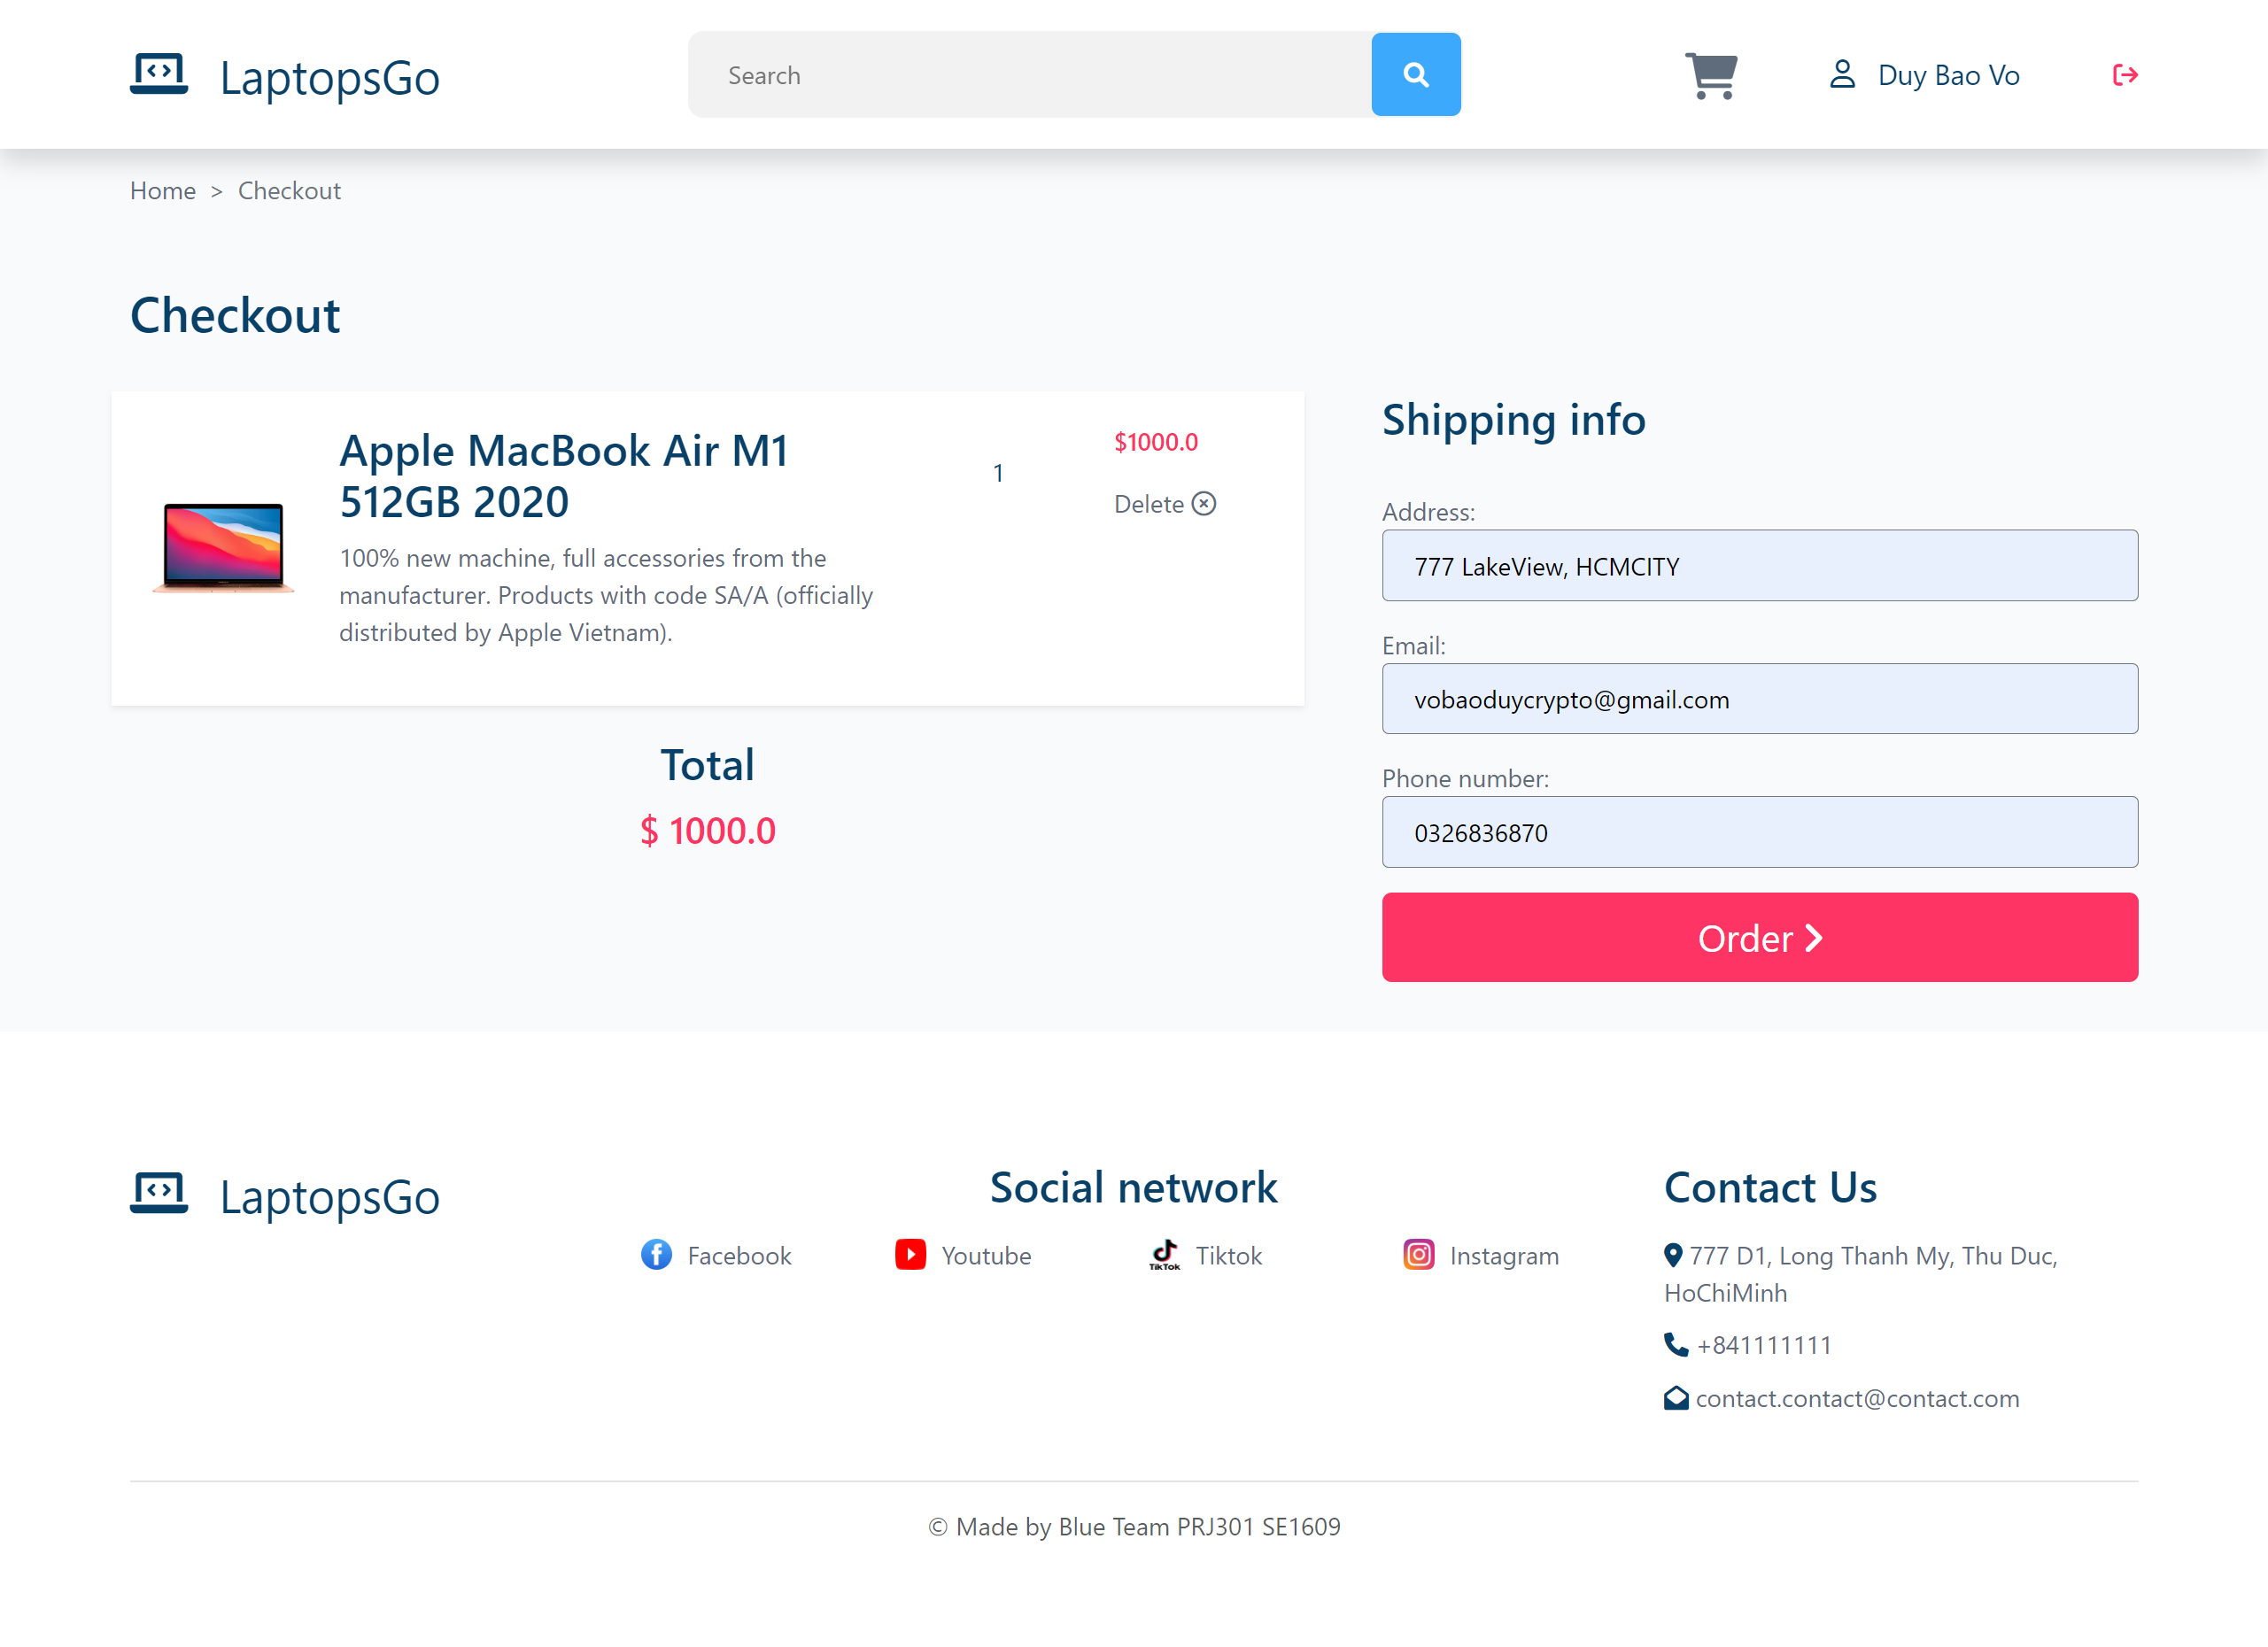 LaptopsGo
Search
Duy Bao Vo
Home > Checkout
Checkout
Apple MacBook Air M1
512GB 2020
100% new machine, full accessories from the
manufacturer. Products with code SA/A (officially
distributed by Apple Vietnam).
1
$1000.0
Delete
Total
$ 1000.0
Shipping info
Address:
777 LakeView, HCMCITY
Email:
vobaoduycrypto@gmail.com
Phone number:
0326836870
Order
LaptopsGo
Social network
Facebook
Youtube
TikTok
Tiktok
Instagram
Contact Us
777 D1, Long Thanh My, Thu Duc,
HoChiMinh
+841111111
contact.contact@contact.com
© Made by Blue Team PRJ301 SE1609